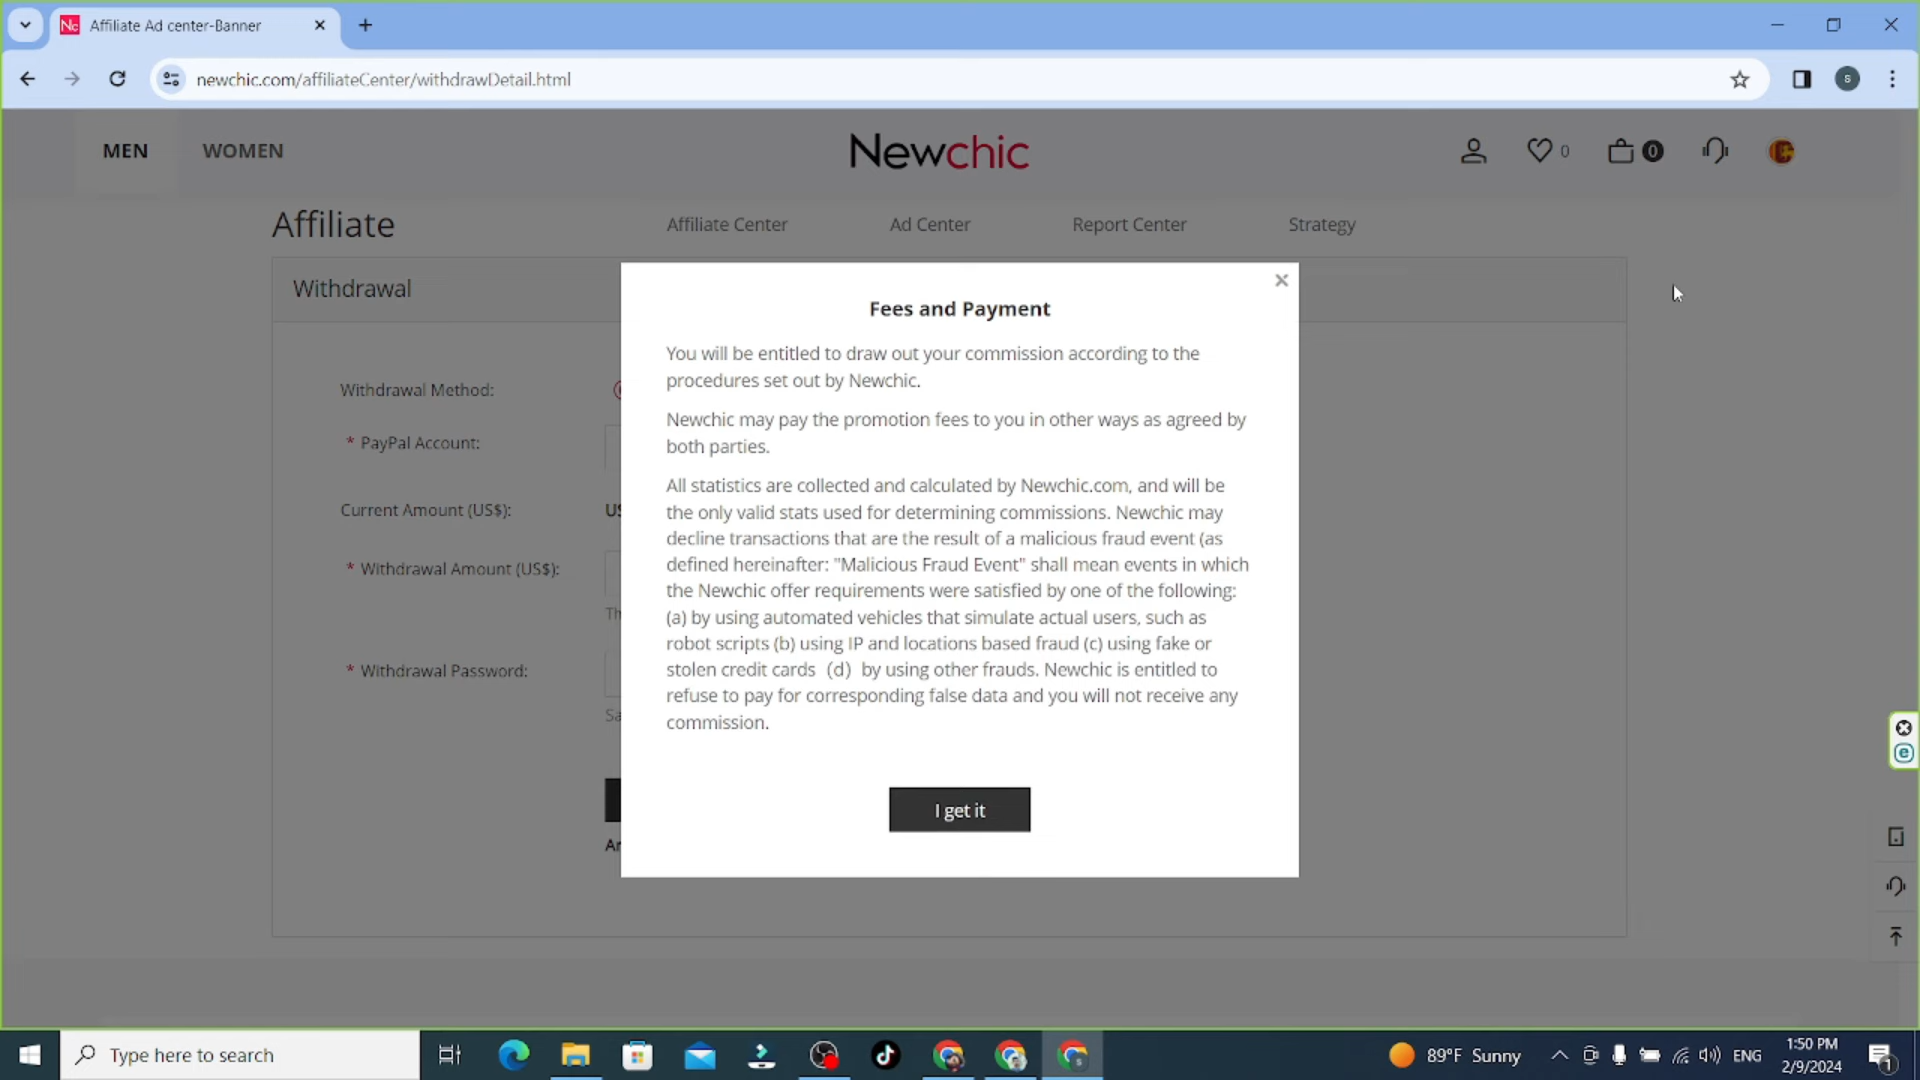 Affiliate Ad center-Banner
newchic.com/affiliateCenter/withdrawDetail.html
S
MEN WOMEN Newchic 0 0
Affiliate Affiliate Center Ad Center Report Center Strategy
Withdrawal
Fees and Payment
You will be entitled to draw out your commission according to the
procedures set out by Newchic.
Newchic may pay the promotion fees to you in other ways as agreed by
both parties.
All statistics are collected and calculated by Newchic.com, and will be
the only valid stats used for determining commissions. Newchic may
decline transactions that are the result of a malicious fraud event (as
defined hereinafter: "Malicious Fraud Event" shall mean events in which
the Newchic offer requirements were satisfied by one of the following:
(a) by using automated vehicles that simulate actual users, such as
robot scripts (b) using IP and locations based fraud (c) using fake or
stolen credit cards (d) by using other frauds. Newchic is entitled to
refuse to pay for corresponding false data and you will not receive any
commission.
I get it
Withdrawal Method:
* PayPal Account:
Current Amount (US$): US
* Withdrawal Amount (US$):
Th
* Withdrawal Password:
Sa
Type here to search
89°F Sunny
ENG
1:50 PM
2/9/2024
1